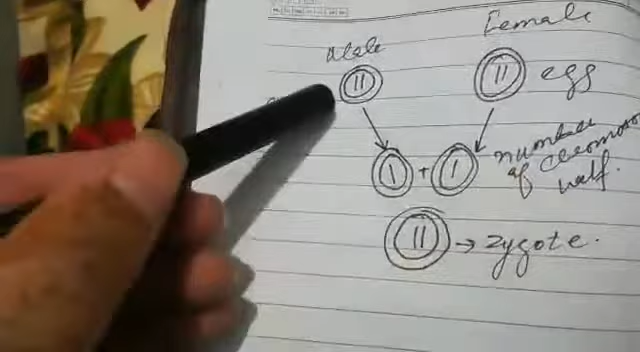 Male
Female
II
II
egg
I + I
number
of chromoso
half.
II → zygote.